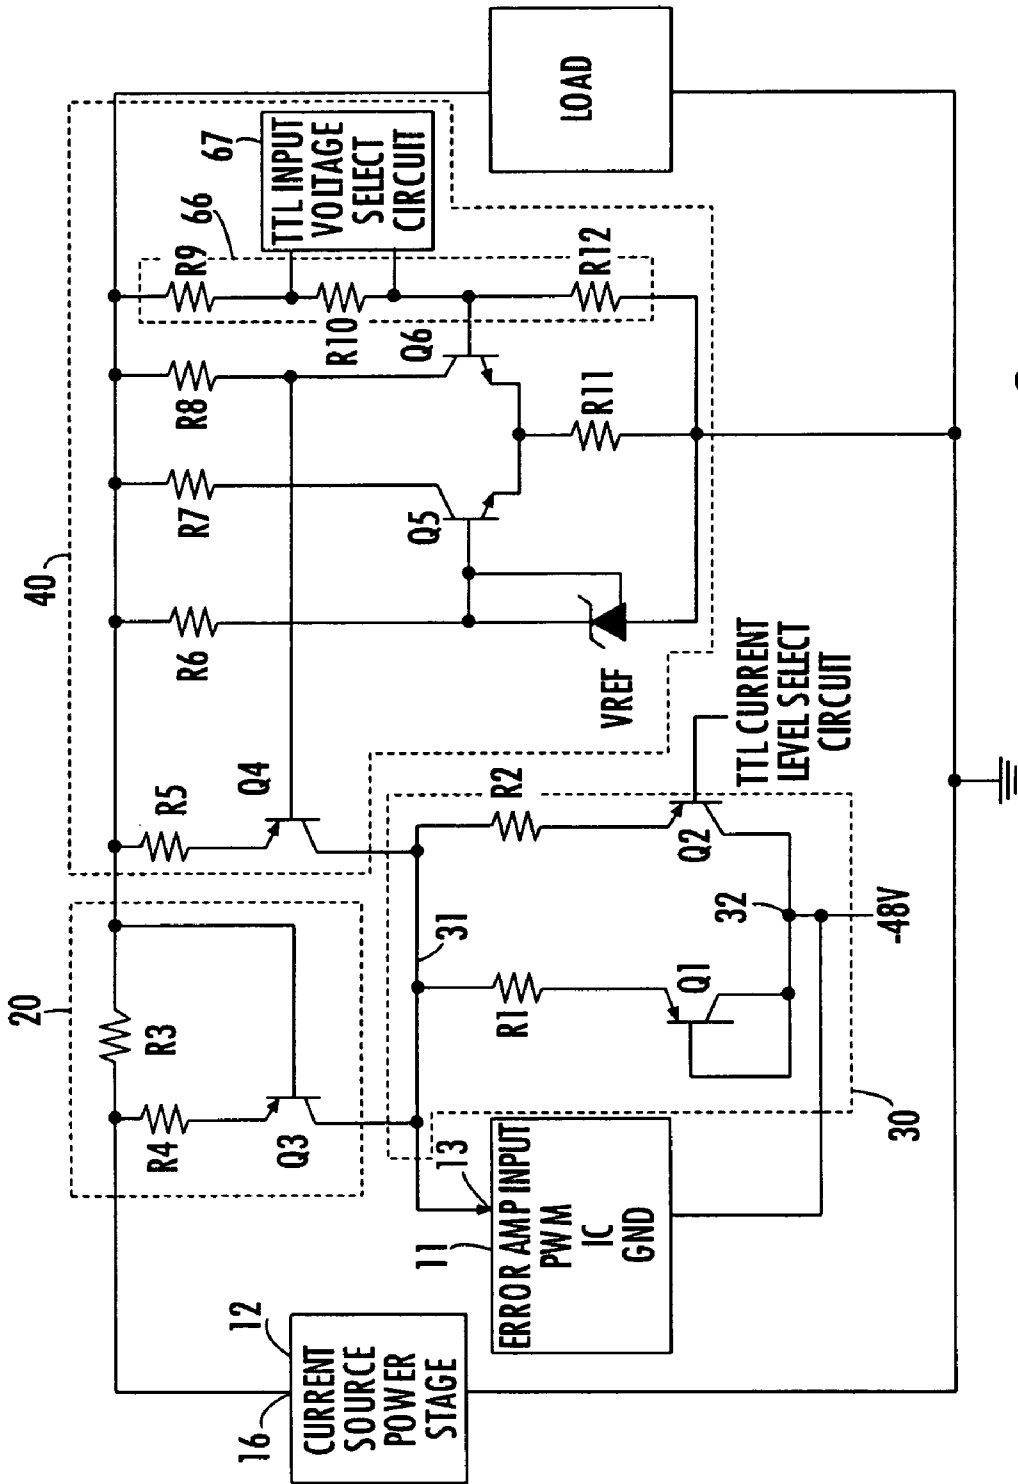 20
40
R3
R4
Q3
R5
Q4
R6
R7
R8
R9
66
67
TTL INPUT
VOLTAGE
SELECT
CIRCUIT
R10
Q5
Q6
R11
R12
VREF
LOAD
12
16
CURRENT
SOURCE
POWER
STAGE
11
13
ERROR AMP INPUT
PWM
IC
GND
31
R1
R2
Q1
Q2
32
-48V
30
TTL CURRENT
LEVEL SELECT
CIRCUIT